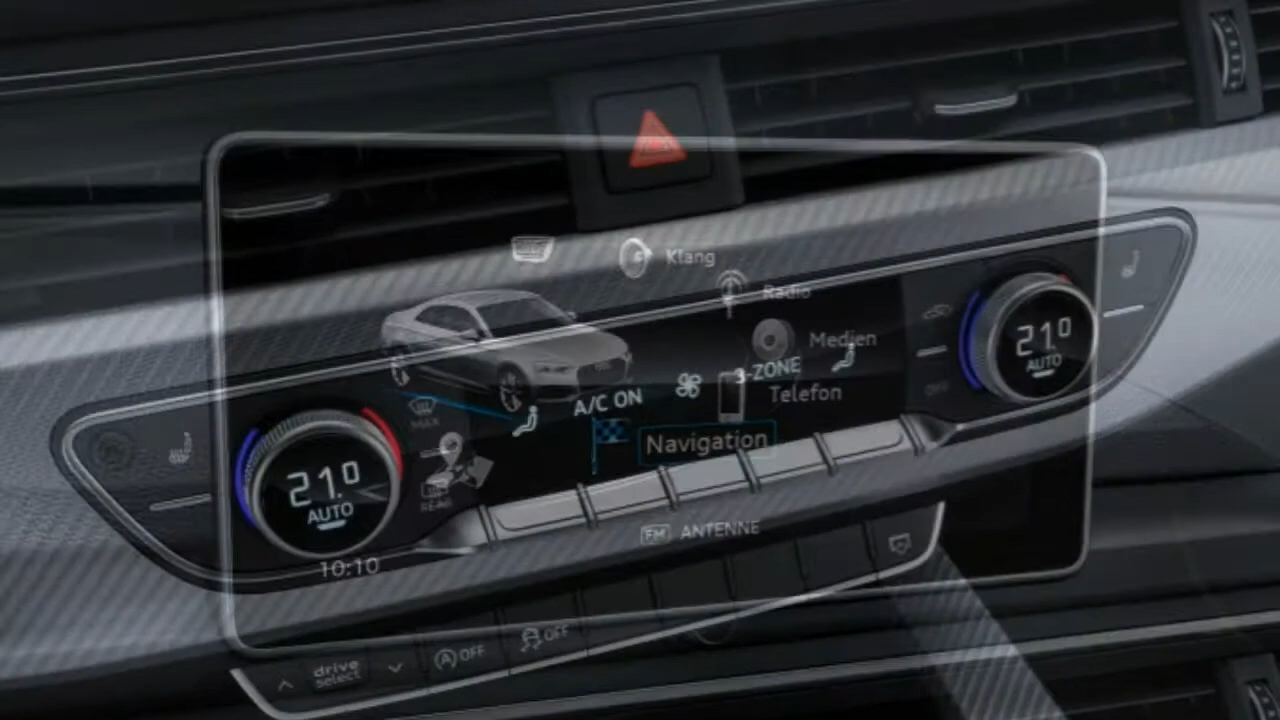 Klang
Radio
Medien
3-ZONE
Telefon
A/C ON
Navigation
21.0
AUTO
21.0
AUTO
MAX
REAR
OFF
FM ANTENNE
10:10
drive
select
A OFF
OFF